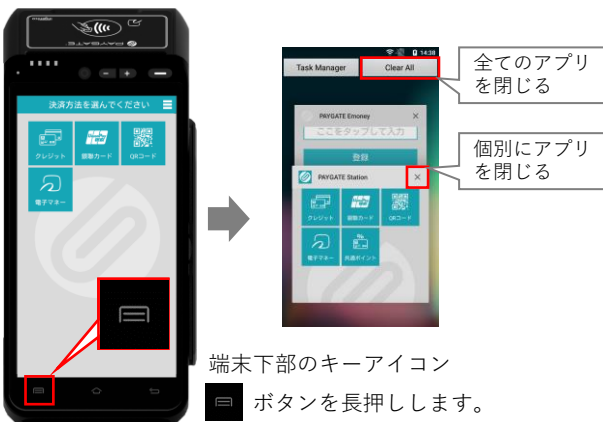 PAYGATE
決済方法を選んでください
クレジット
銀聯カード
QRコード
電子マネー
14:38
Task Manager
Clear All
PAYGATE Emoney
ここをタップして入力
登録
PAYGATE Station
クレジット
銀聯カード
QRコード
電子マネー
共通ポイント
全てのアプリ
を閉じる
個別にアプリ
を閉じる
端末下部のキーアイコン
ボタンを長押しします。